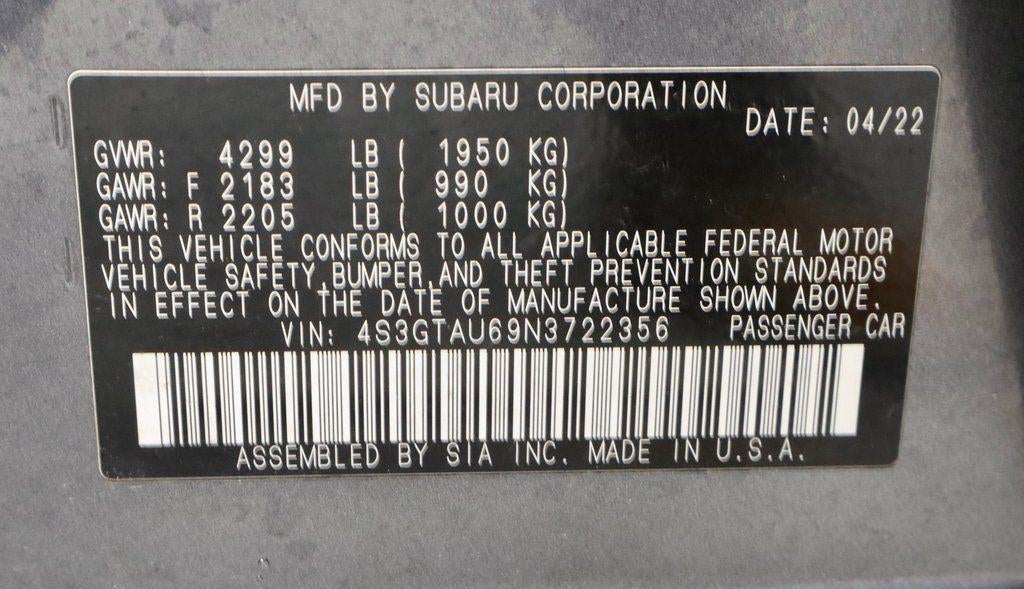 MFD BY SUBARU CORPORATION
DATE: 04/22
GVWR: 4299 LB ( 1950 KG)
GAWR: F 2183 LB ( 990 KG)
GAWR: R 2205 LB ( 1000 KG)
THIS VEHICLE CONFORMS TO ALL APPLICABLE FEDERAL MOTOR
VEHICLE SAFETY,BUMPER,AND THEFT PREVENTION STANDARDS
IN EFFECT ON THE DATE OF MANUFACTURE SHOWN ABOVE.
VIN: 4S3GTAU69N3722356 PASSENGER CAR
ASSEMBLED BY SIA INC. MADE IN U.S.A.